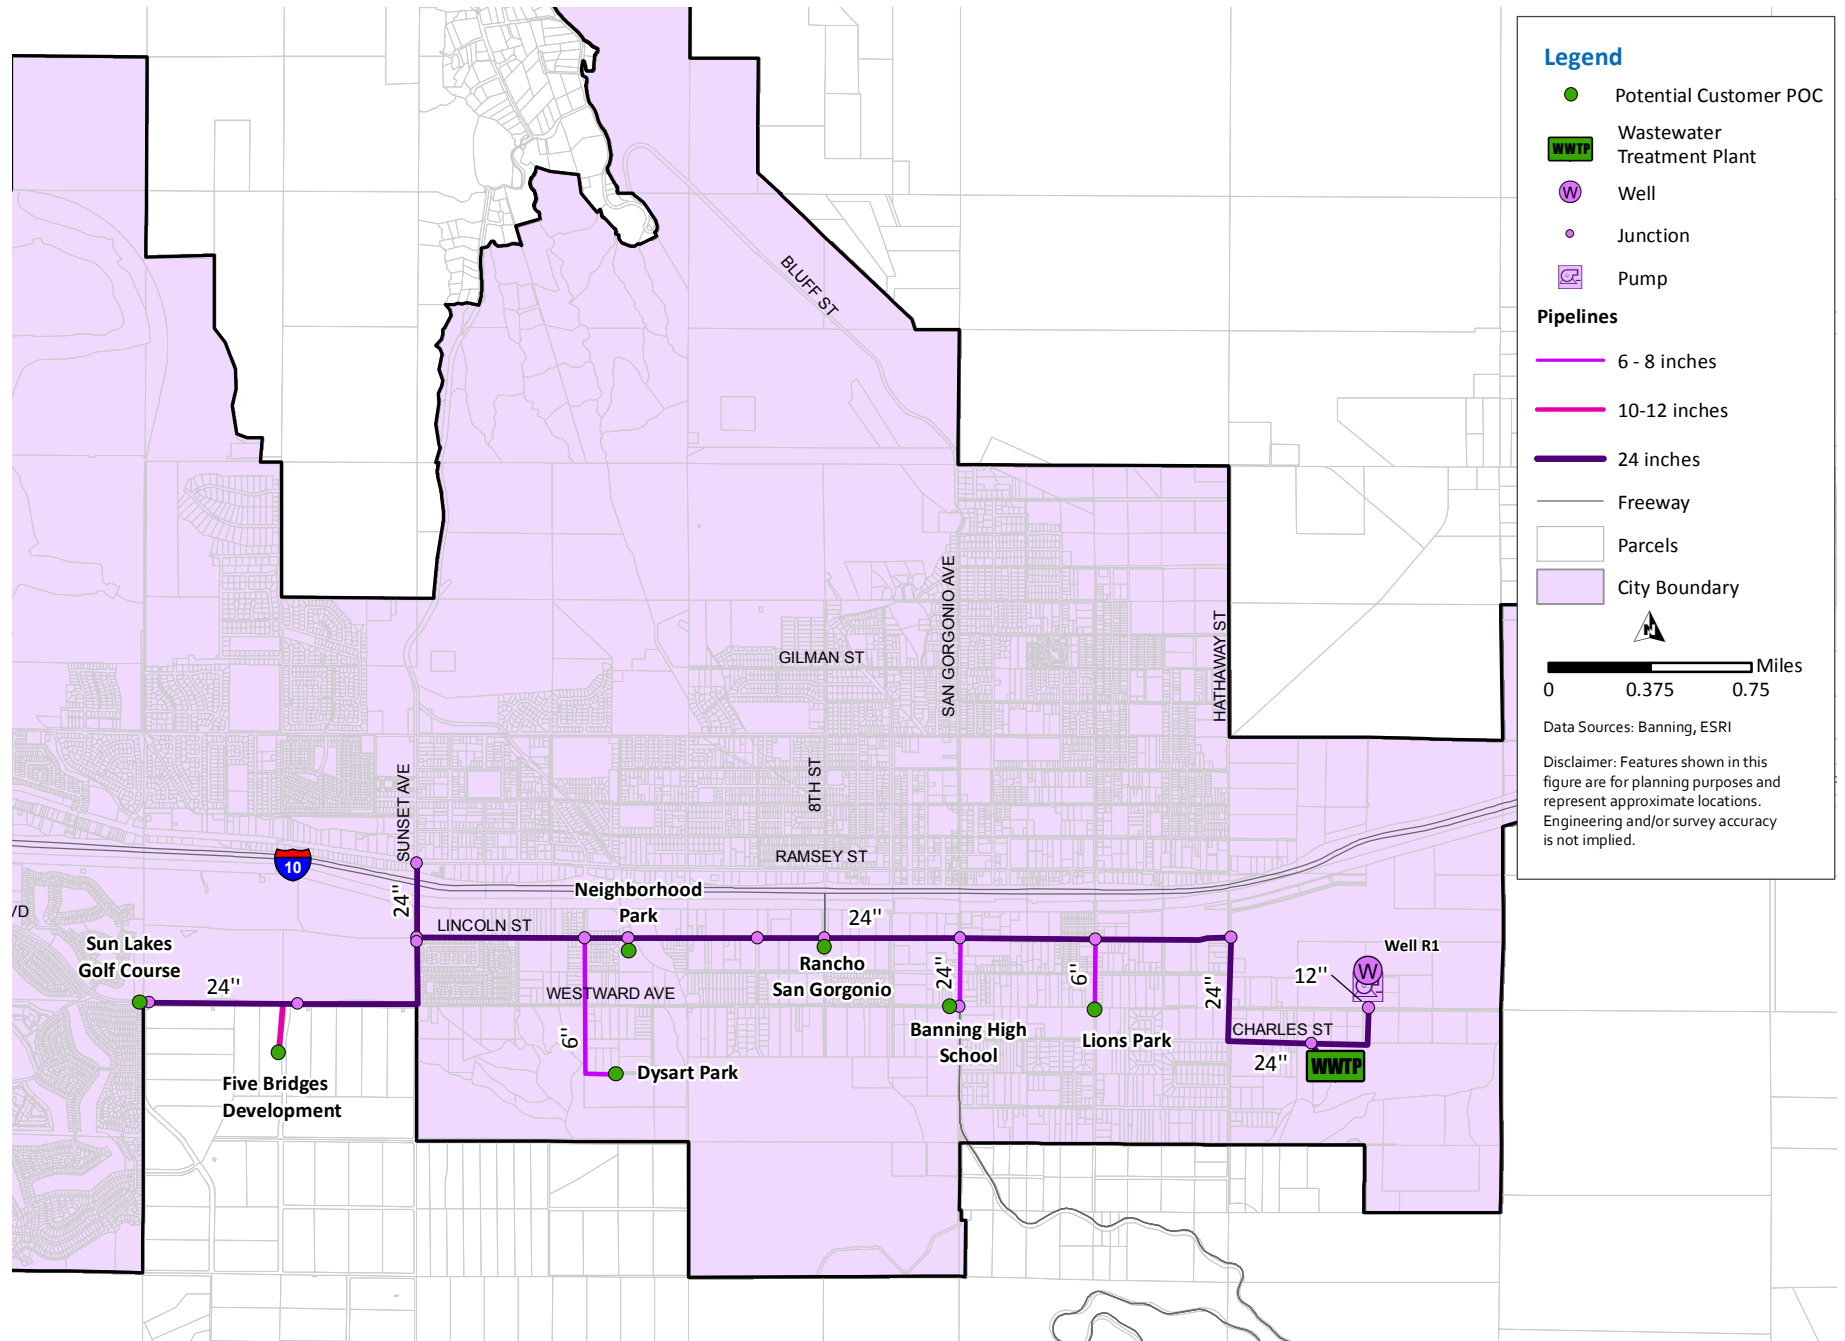 Legend
Potential Customer POC
WWTP
Wastewater
Treatment Plant
W
Well
Junction
Pump
Pipelines
6 - 8 inches
10-12 inches
24 inches
Freeway
Parcels
City Boundary
N
Miles
0
0.375
0.75
Data Sources: Banning, ESRI
Disclaimer: Features shown in this
figure are for planning purposes and
represent approximate locations.
Engineering and/or survey accuracy
is not implied.
BLUFF ST
SAN GORGONIO AVE
HATHAWAY ST
GILMAN ST
8TH ST
SUNSET AVE
RAMSEY ST
10
24"
LINCOLN ST
Neighborhood
Park
24"
VD
Sun Lakes
Golf Course
24"
Rancho
San Gorgonio
WESTWARD AVE
24"
6"
24"
Well R1
W
12"
Banning High
School
Lions Park
CHARLES ST
24"
WWTP
6"
Dysart Park
Five Bridges
Development